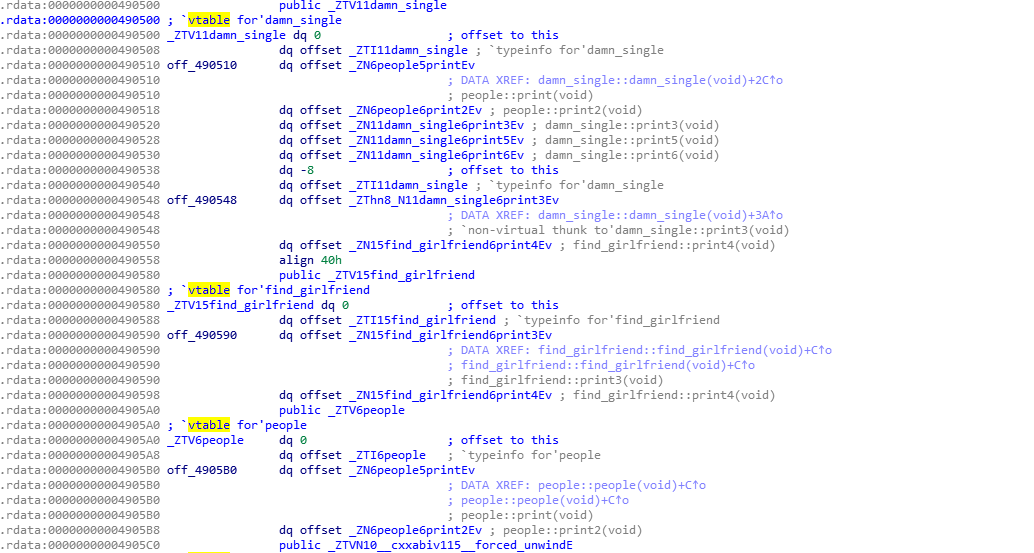 .rdata:0000000000490500 public _ZTV11damn_single
.rdata:0000000000490500 ; `vtable for'damn_single
.rdata:0000000000490500 _ZTV11damn_single dq 0 ; offset to this
.rdata:0000000000490508 dq offset _ZTI11damn_single ; `typeinfo for'damn_single
.rdata:0000000000490510 off_490510 dq offset _ZN6people5printEv
.rdata:0000000000490510 ; DATA XREF: damn_single::damn_single(void)+2C↑o
.rdata:0000000000490510 ; people::print(void)
.rdata:0000000000490518 dq offset _ZN6people6print2Ev ; people::print2(void)
.rdata:0000000000490520 dq offset _ZN11damn_single6print3Ev ; damn_single::print3(void)
.rdata:0000000000490528 dq offset _ZN11damn_single6print5Ev ; damn_single::print5(void)
.rdata:0000000000490530 dq offset _ZN11damn_single6print6Ev ; damn_single::print6(void)
.rdata:0000000000490538 dq -8 ; offset to this
.rdata:0000000000490540 dq offset _ZTI11damn_single ; `typeinfo for'damn_single
.rdata:0000000000490548 off_490548 dq offset _ZThn8_N11damn_single6print3Ev
.rdata:0000000000490548 ; DATA XREF: damn_single::damn_single(void)+3A↑o
.rdata:0000000000490548 ; `non-virtual thunk to'damn_single::print3(void)
.rdata:0000000000490550 dq offset _ZN15find_girlfriend6print4Ev ; find_girlfriend::print4(void)
.rdata:0000000000490558 align 40h
.rdata:0000000000490580 public _ZTV15find_girlfriend
.rdata:0000000000490580 ; `vtable for'find_girlfriend
.rdata:0000000000490580 _ZTV15find_girlfriend dq 0 ; offset to this
.rdata:0000000000490588 dq offset _ZTI15find_girlfriend ; `typeinfo for'find_girlfriend
.rdata:0000000000490590 off_490590 dq offset _ZN15find_girlfriend6print3Ev
.rdata:0000000000490590 ; DATA XREF: find_girlfriend::find_girlfriend(void)+C↑o
.rdata:0000000000490590 ; find_girlfriend::find_girlfriend(void)+C↑o
.rdata:0000000000490590 ; find_girlfriend::print3(void)
.rdata:0000000000490598 dq offset _ZN15find_girlfriend6print4Ev ; find_girlfriend::print4(void)
.rdata:00000000004905A0 public _ZTV6people
.rdata:00000000004905A0 ; `vtable for'people
.rdata:00000000004905A0 _ZTV6people dq 0 ; offset to this
.rdata:00000000004905A8 dq offset _ZTI6people ; `typeinfo for'people
.rdata:00000000004905B0 off_4905B0 dq offset _ZN6people5printEv
.rdata:00000000004905B0 ; DATA XREF: people::people(void)+C↑o
.rdata:00000000004905B0 ; people::people(void)+C↑o
.rdata:00000000004905B0 ; people::print(void)
.rdata:00000000004905B8 dq offset _ZN6people6print2Ev ; people::print2(void)
.rdata:00000000004905C0 public _ZTVN10__cxxabiv115__forced_unwindE